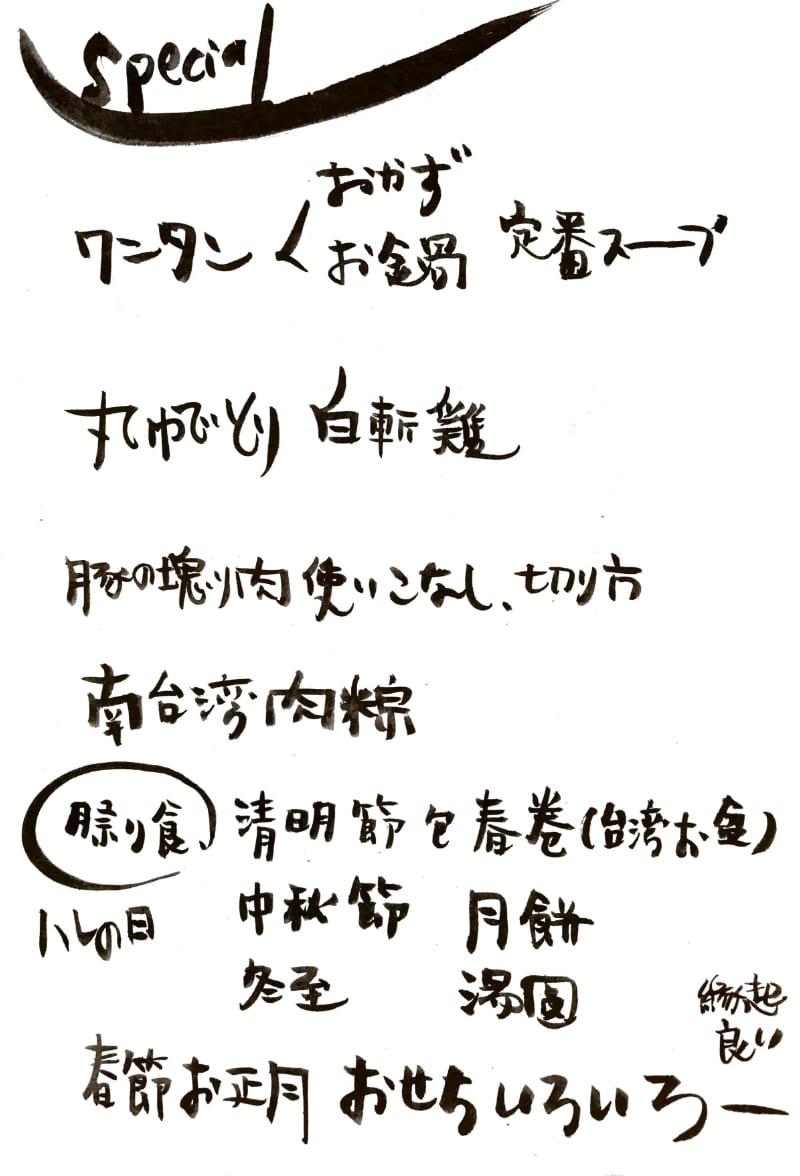 special
ワンタン く おかず
お鍋 定番スープ
丸ゆでどり 白斬鶏
豚の塊り肉 使いこなし、切り方
南台湾肉粽
祭り食、 清明節 包春巻(台湾お盆)
ハレの日 中秋節 月餅
冬至 湯圓
縁起
良い
春節お正月 おせちいろいろー